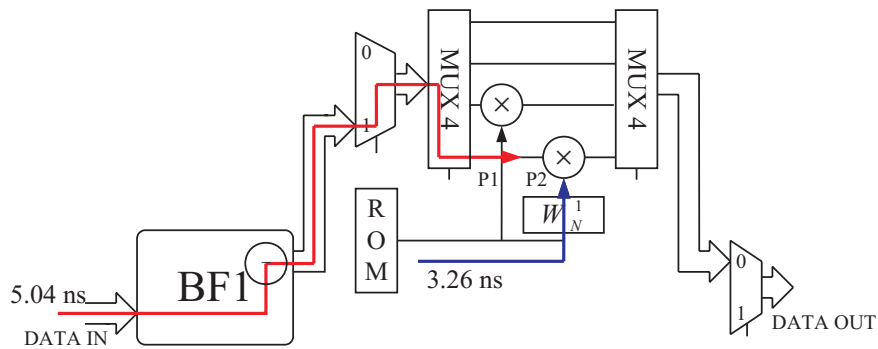 0
1
MUX 4
MUX 4
×
×
P1
P2
W 1 N
ROM
3.26 ns
BF1
−
5.04 ns
DATA IN
0
1
DATA OUT